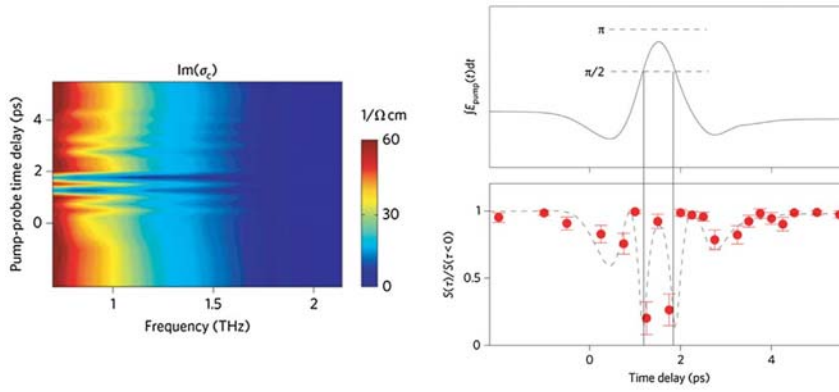 Im(σc)
1/Ω cm
60
30
0
4
2
0
Pump-probe time delay (ps)
1
1.5
2
Frequency (THz)
π
π/2
∫Epump(t)dt
1
0.5
0
S(τ)/S(τ<0)
0
2
4
Time delay (ps)